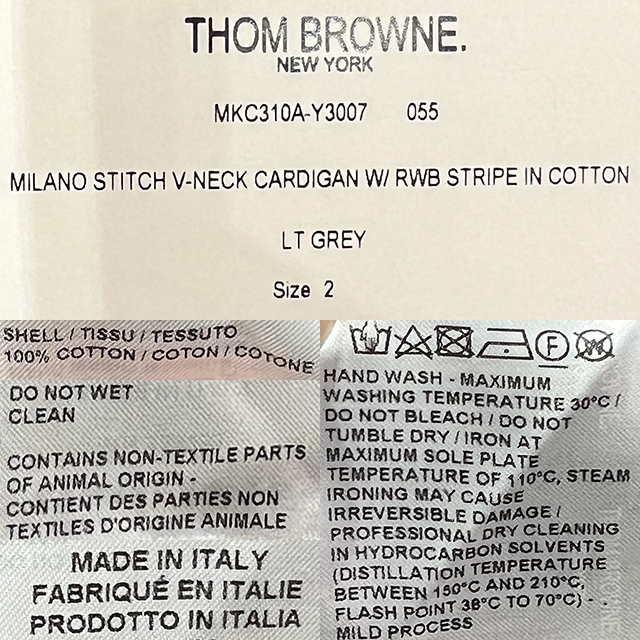 THOM BROWNE.
NEW YORK
MKC310A-Y3007 055
MILANO STITCH V-NECK CARDIGAN W/ RWB STRIPE IN COTTON
LT GREY
Size 2
SHELL / TISSU / TESSUTO
100% COTTON / COTON / COTONE
DO NOT WET
CLEAN
CONTAINS NON-TEXTILE PARTS
OF ANIMAL ORIGIN -
CONTIENT DES PARTIES NON
TEXTILES D'ORIGINE ANIMALE
MADE IN ITALY
FABRIQUÉ EN ITALIE
PRODOTTO IN ITALIA
F
W
HAND WASH - MAXIMUM
WASHING TEMPERATURE 30°C /
DO NOT BLEACH / DO NOT
TUMBLE DRY / IRON AT
MAXIMUM SOLE PLATE
TEMPERATURE OF 110°C, STEAM
IRONING MAY CAUSE
IRREVERSIBLE DAMAGE /
PROFESSIONAL DRY CLEANING
IN HYDROCARBON SOLVENTS
(DISTILLATION TEMPERATURE
BETWEEN 150°C AND 210°C,
FLASH POINT 38°C TO 70°C) -
MILD PROCESS